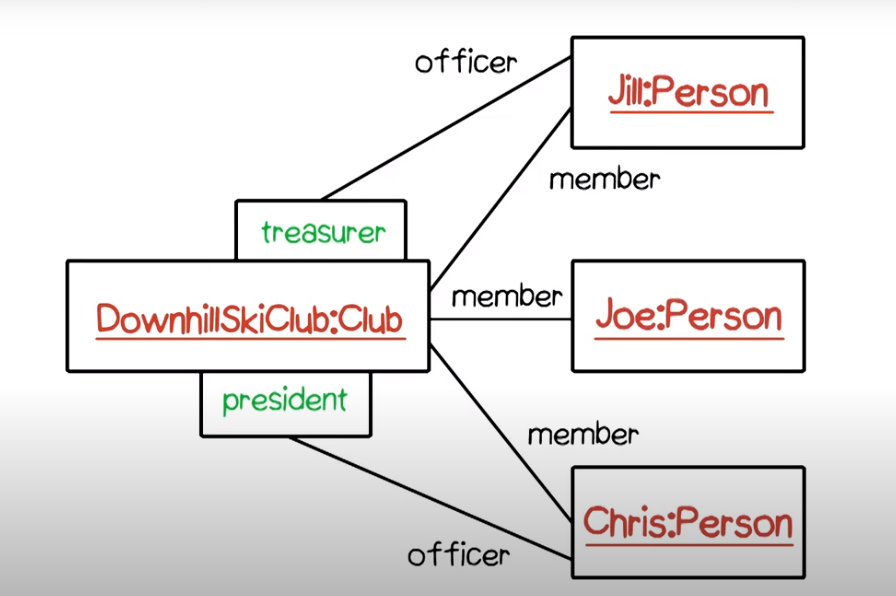 officer
Jill:Person
member
treasurer
member
DownhillSkiClub:Club
Joe:Person
president
member
Chris:Person
officer